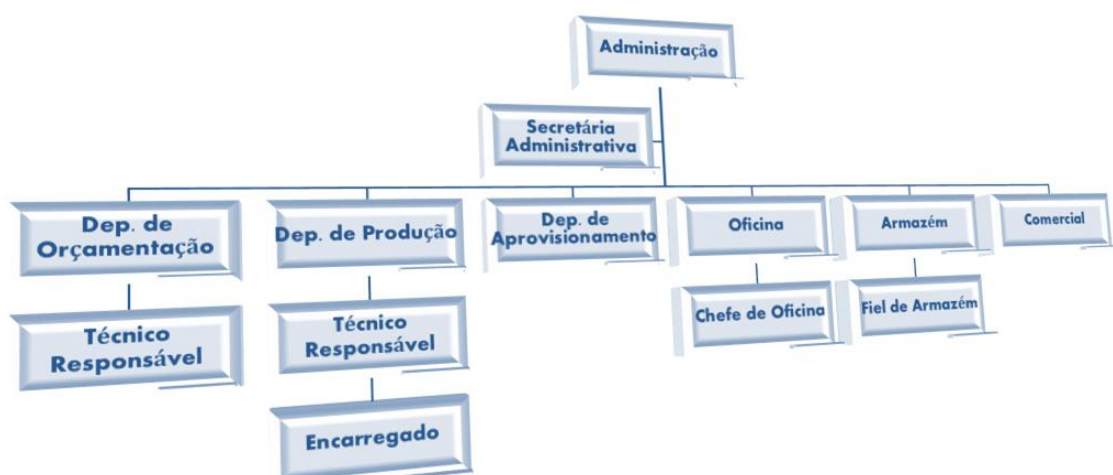 Administração
Secretária
Administrativa
Dep. de
Orçamentação
Dep. de Produção
Dep. de
Aprovisionamento
Oficina
Armazém
Comercial
Técnico
Responsável
Técnico
Responsável
Chefe de Oficina
Fiel de Armazém
Encarregado